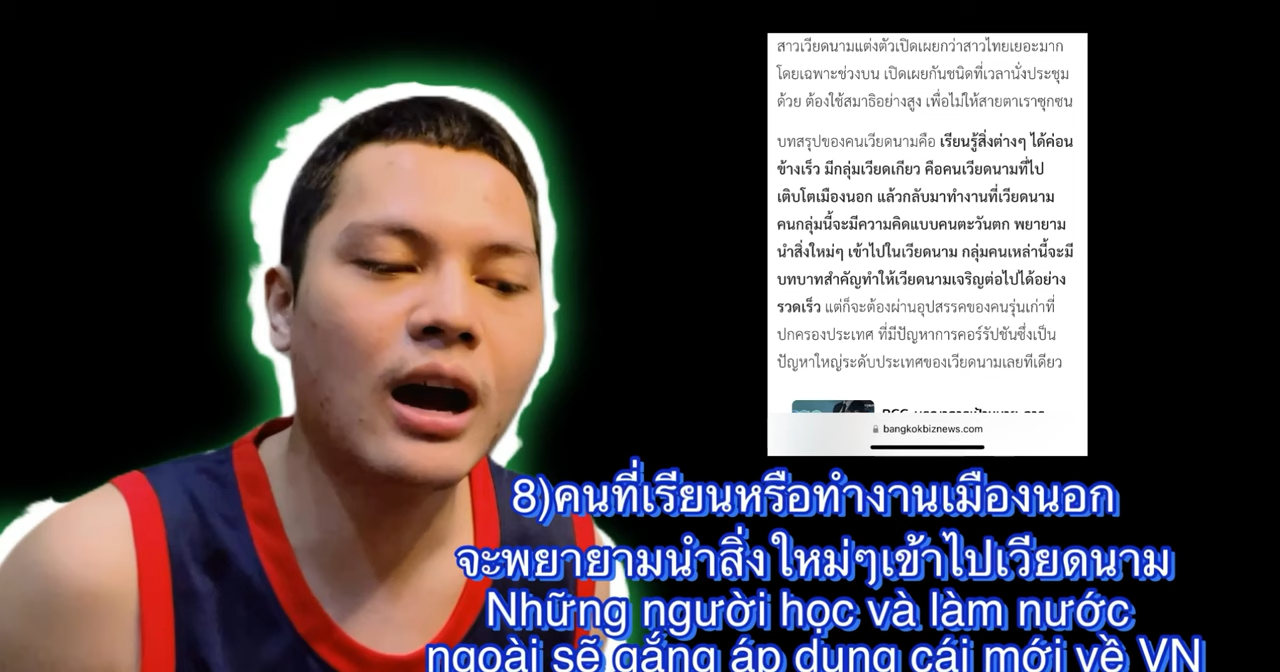 สาวเวียดนามแต่งตัวเปิดเผยกว่าสาวไทยเยอะมาก
โดยเฉพาะช่วงบน เปิดเผยกันชนิดที่เวลานั่งประชุม
ด้วย ต้องใช้สมาธิอย่างสูง เพื่อไม่ให้สายตาเราซุกซน
บทสรุปของคนเวียดนามคือ เรียนรู้สิ่งต่างๆ ได้ค่อน
ข้างเร็ว มีกลุ่มเวียดเกียว คือคนเวียดนามที่ไป
เติบโตเมืองนอก แล้วกลับมาทำงานที่เวียดนาม
คนกลุ่มนี้จะมีความคิดแบบคนตะวันตก พยายาม
นำสิ่งใหม่ๆ เข้าไปในเวียดนาม กลุ่มคนเหล่านี้จะมี
บทบาทสำคัญทำให้เวียดนามเจริญต่อไปได้อย่าง
รวดเร็ว แต่ก็จะต้องผ่านอุปสรรคของคนรุ่นเก่าที่
ปกครองประเทศ ที่มีปัญหาการคอร์รัปชันซึ่งเป็น
ปัญหาใหญ่ระดับประเทศของเวียดนามเลยทีเดียว
bangkokbiznews.com
8)คนที่เรียนหรือทำงานเมืองนอก
จะพยายามนำสิ่งใหม่ๆเข้าไปเวียดนาม
Những người học và làm nước
ngoài sẽ gắng áp dụng cái mới về VN